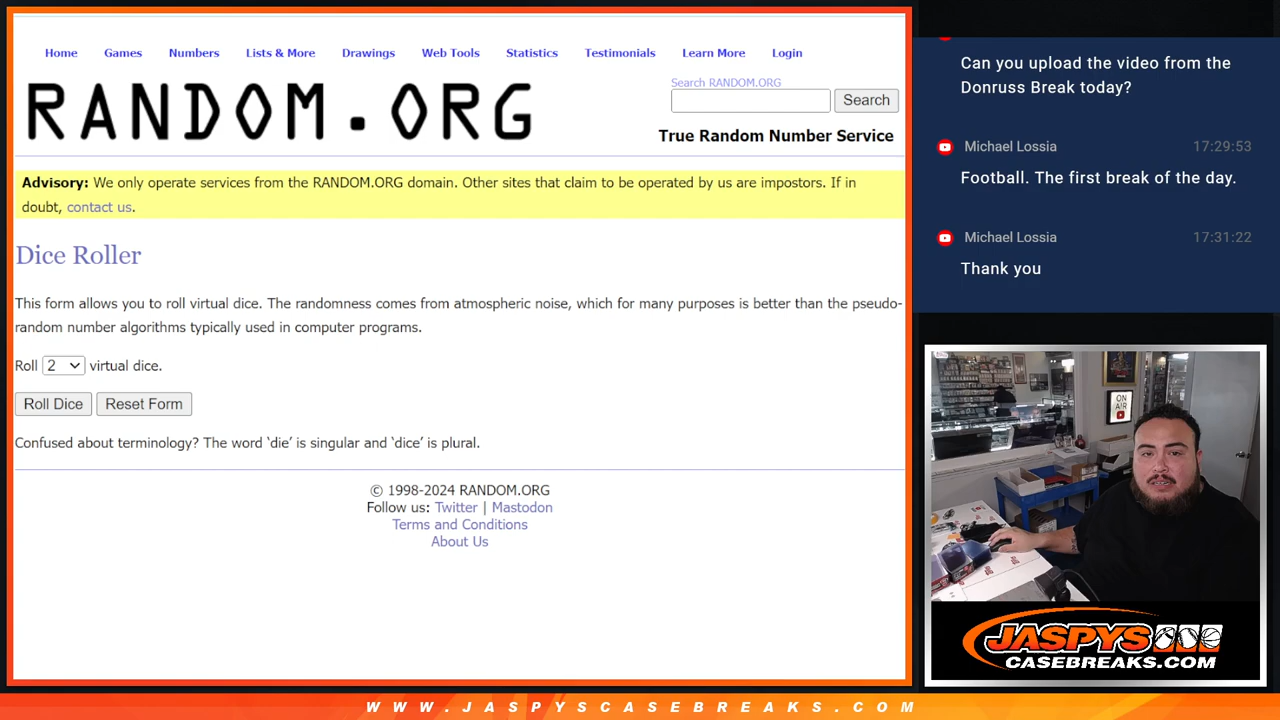 Home Games Numbers Lists & More Drawings Web Tools Statistics Testimonials Learn More Login
RANDOM.ORG
Search RANDOM.ORG
Search
True Random Number Service
Advisory: We only operate services from the RANDOM.ORG domain. Other sites that claim to be operated by us are impostors. If in
doubt, contact us.
Dice Roller
This form allows you to roll virtual dice. The randomness comes from atmospheric noise, which for many purposes is better than the pseudo-
random number algorithms typically used in computer programs.
Roll 2 virtual dice.
Roll Dice Reset Form
Confused about terminology? The word ‘die’ is singular and ‘dice’ is plural.
© 1998-2024 RANDOM.ORG
Follow us: Twitter | Mastodon
Terms and Conditions
About Us
Can you upload the video from the
Donruss Break today?
Michael Lossia 17:29:53
Football. The first break of the day.
Michael Lossia 17:31:22
Thank you
ON
AIR
JASPYS
CASEBREAKS.COM
WWW.JASPYSCASEBREAKS.COM